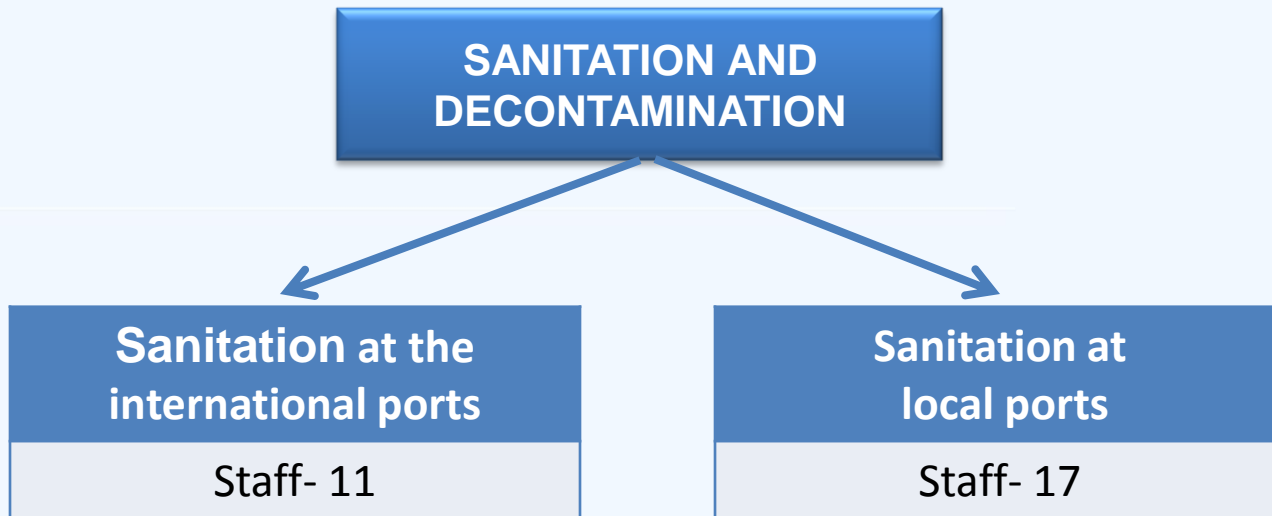 SANITATION AND
DECONTAMINATION
Sanitation at the
international ports
Staff- 11
Sanitation at
local ports
Staff- 17